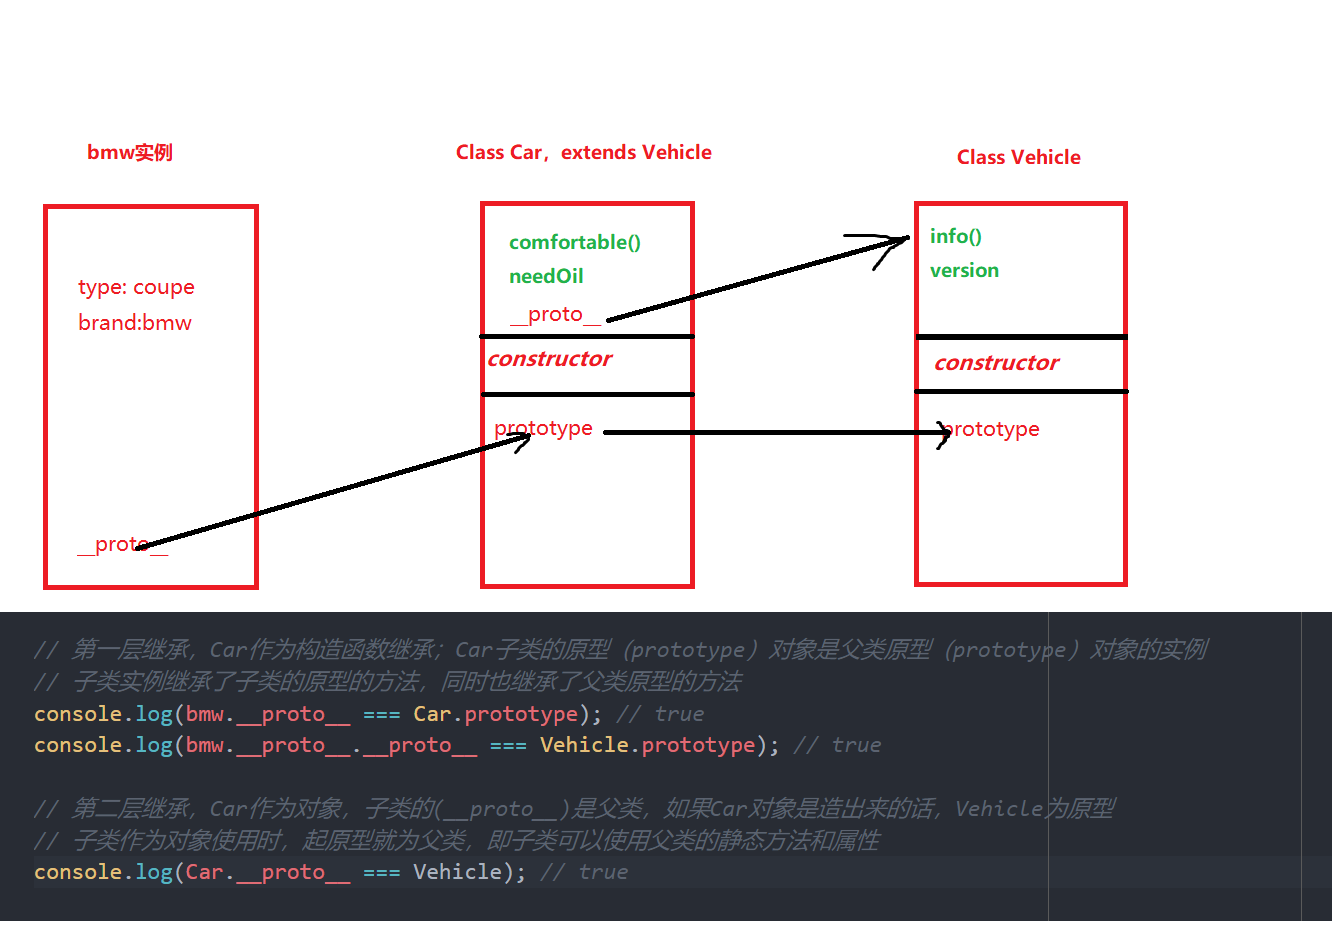 bmw实例
Class Car，extends Vehicle
Class Vehicle
type: coupe
brand:bmw
__proto__
comfortable()
needOil
__proto__
constructor
prototype
info()
version
constructor
prototype
// 第一层继承，Car作为构造函数继承；Car子类的原型（prototype）对象是父类原型（prototype）对象的实例
// 子类实例继承了子类的原型的方法，同时也继承了父类原型的方法
console.log(bmw.__proto__ === Car.prototype); // true
console.log(bmw.__proto__.__proto__ === Vehicle.prototype); // true
// 第二层继承，Car作为对象，子类的(__proto__)是父类，如果Car对象是造出来的话，Vehicle为原型
// 子类作为对象使用时，起原型就为父类，即子类可以使用父类的静态方法和属性
console.log(Car.__proto__ === Vehicle); // true